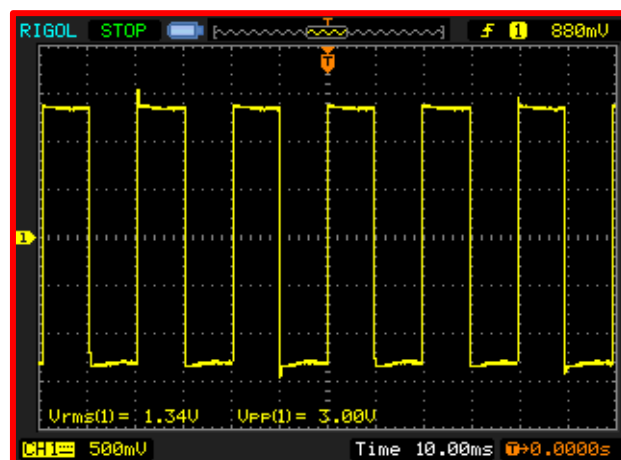 RIGOL STOP T f 1 880mV
T
1
Vrms(1)= 1.34V Vpp(1)= 3.00V
CH1 500mV Time 10.00ms T→0.0000s